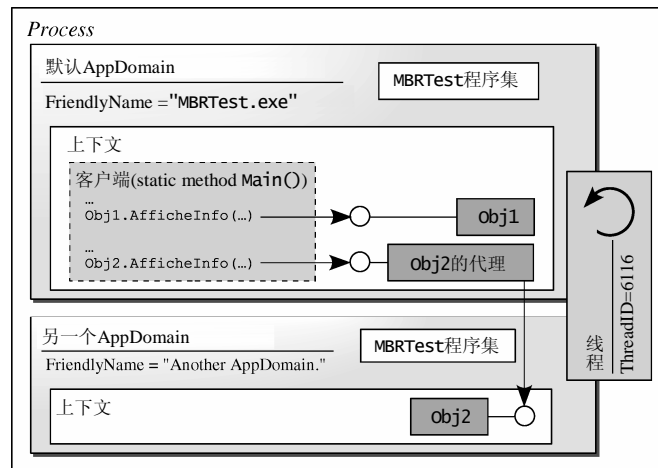 Process
默认AppDomain
MBRTest程序集
FriendlyName ="MBRTest.exe"
上下文
客户端(static method Main())
…
Obj1.AfficheInfo(…)
Obj1
…
Obj2.AfficheInfo(…)
Obj2的代理
线程
ThreadID=6116
另一个AppDomain
MBRTest程序集
FriendlyName = "Another AppDomain."
上下文
Obj2